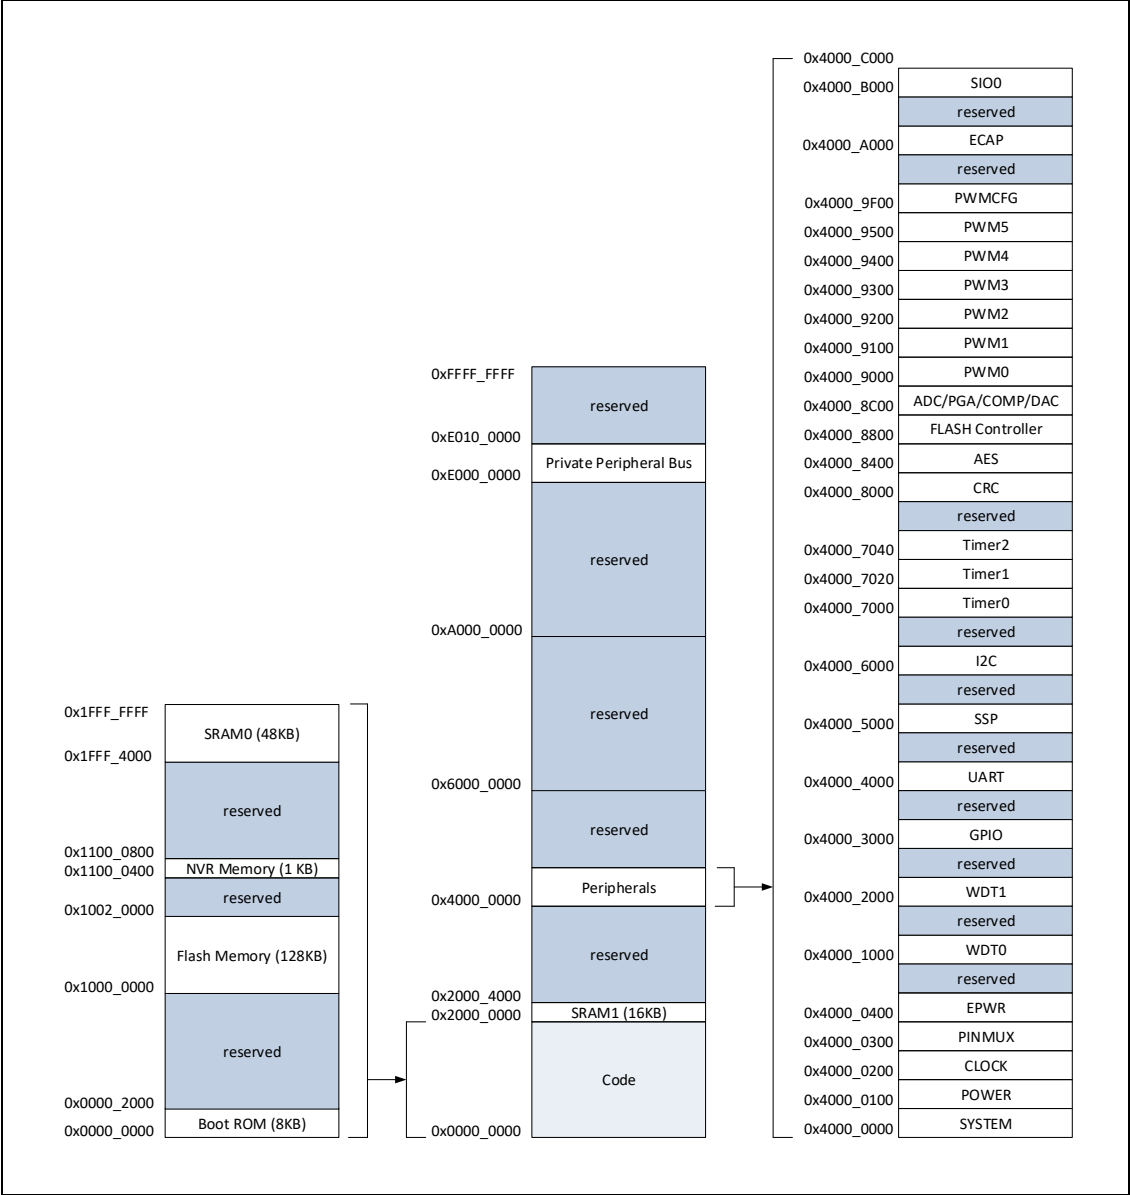 0x4000_C000
0x4000_B000 SIO0
reserved
0x4000_A000 ECAP
reserved
0x4000_9F00 PWMCFG
0x4000_9500 PWM5
0x4000_9400 PWM4
0x4000_9300 PWM3
0x4000_9200 PWM2
0x4000_9100 PWM1
0x4000_9000 PWM0
0x4000_8C00 ADC/PGA/COMP/DAC
0x4000_8800 FLASH Controller
0x4000_8400 AES
0x4000_8000 CRC
reserved
0x4000_7040 Timer2
0x4000_7020 Timer1
0x4000_7000 Timer0
reserved
0x4000_6000 I2C
reserved
0x4000_5000 SSP
reserved
0x4000_4000 UART
reserved
0x4000_3000 GPIO
reserved
0x4000_2000 WDT1
reserved
0x4000_1000 WDT0
reserved
0x4000_0400 EPWR
0x4000_0300 PINMUX
0x4000_0200 CLOCK
0x4000_0100 POWER
0x4000_0000 SYSTEM
0xFFFF_FFFF
reserved
0xE010_0000
Private Peripheral Bus
0xE000_0000
reserved
0xA000_0000
reserved
0x6000_0000
reserved
Peripherals
0x4000_0000
reserved
0x2000_4000
0x2000_0000 SRAM1 (16KB)
Code
0x0000_0000
0x1FFF_FFFF
SRAM0 (48KB)
0x1FFF_4000
reserved
0x1100_0800
0x1100_0400 NVR Memory (1 KB)
reserved
0x1002_0000
Flash Memory (128KB)
0x1000_0000
reserved
0x0000_2000
Boot ROM (8KB)
0x0000_0000